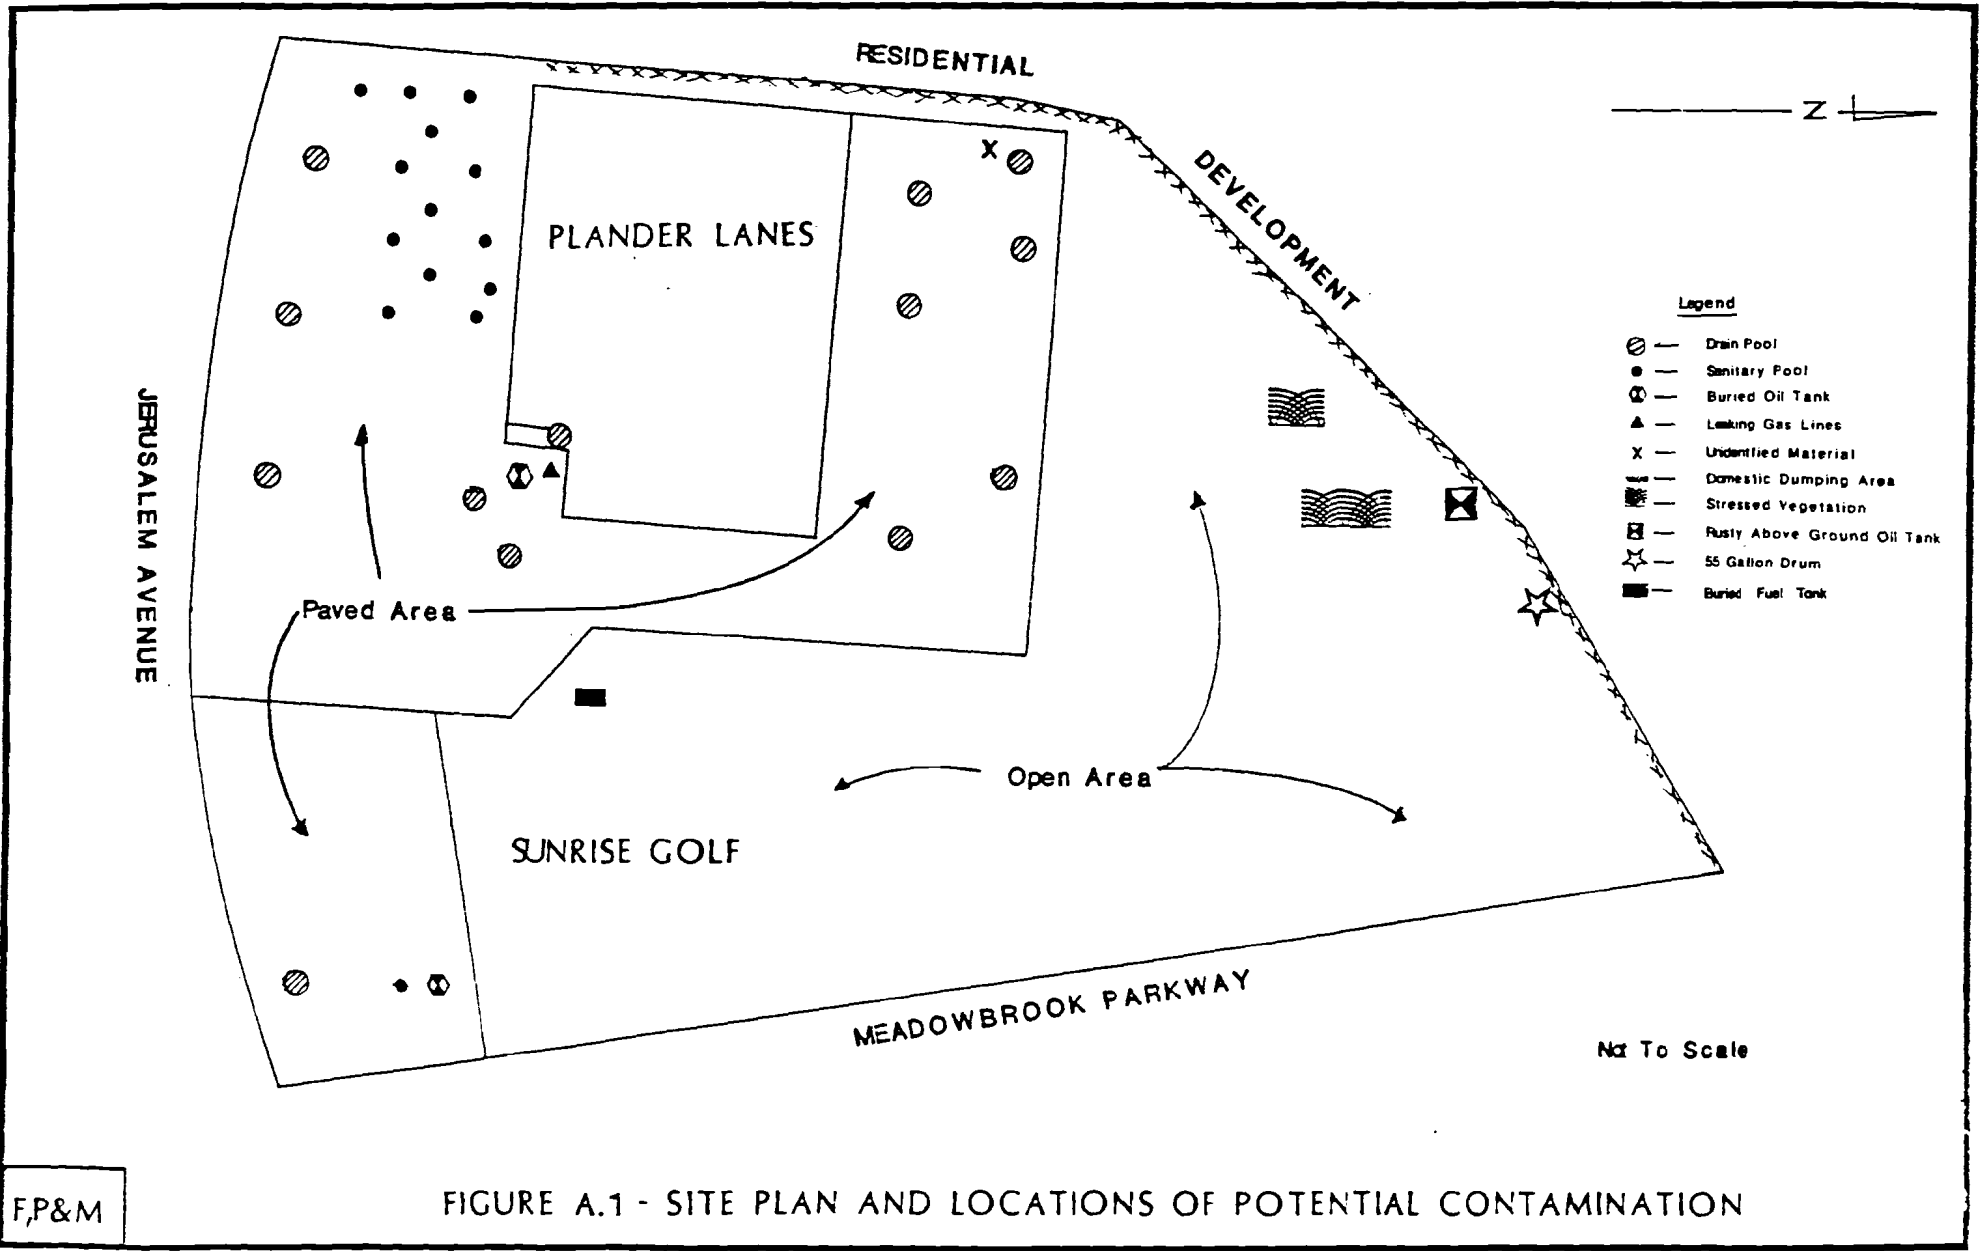 RESIDENTIAL
DEVELOPMENT
Z
PLANDER LANES
X
JERUSALEM AVENUE
Legend
Drain Pool
Sanitary Pool
Buried Oil Tank
Leaking Gas Lines
X — Unidentified Material
Domestic Dumping Area
Stressed Vegetation
Rusty Above Ground Oil Tank
55 Gallon Drum
Buried Fuel Tank
Paved Area
Open Area
SUNRISE GOLF
MEADOWBROOK PARKWAY
Not To Scale
F,P&M
FIGURE A.1 - SITE PLAN AND LOCATIONS OF POTENTIAL CONTAMINATION